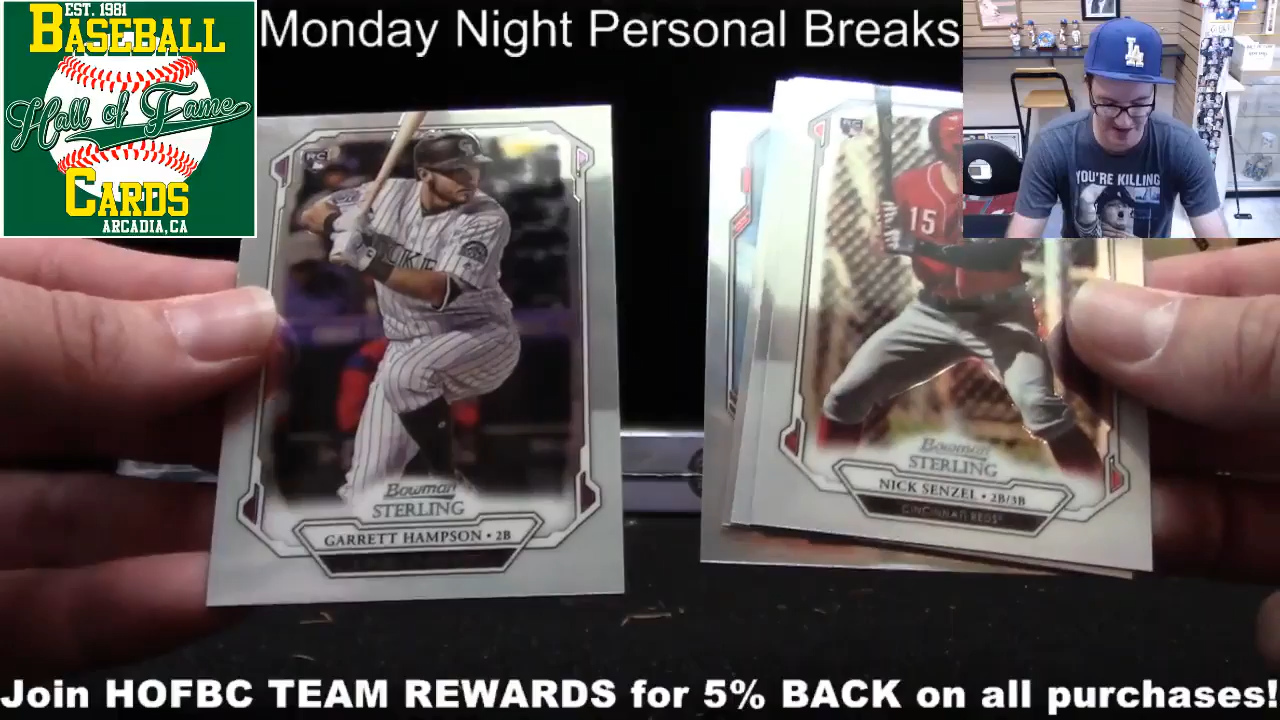 EST. 1981
BASEBALL
Hall of Fame
CARDS
ARCADIA, CA
Monday Night Personal Breaks
LA
YOU'RE KILLING
RC
Bowman
STERLING
GARRETT HAMPSON • 2B
RC
15
Bowman
STERLING
NICK SENZEL • 2B/3B
CINCINNATI REDS
Join HOFBC TEAM REWARDS for 5% BACK on all purchases!